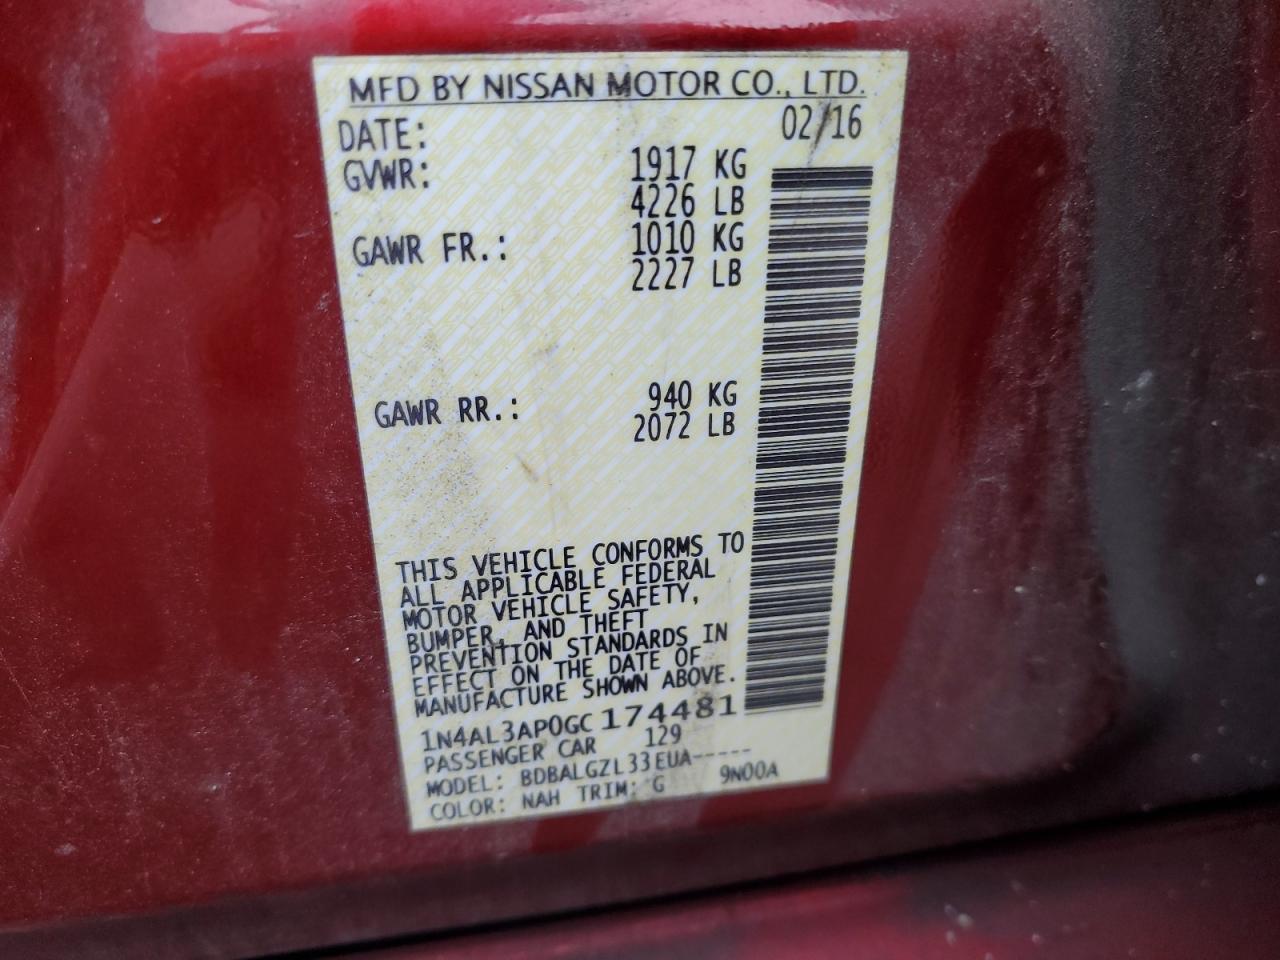 MFD BY NISSAN MOTOR CO., LTD.
DATE: 02/16
GVWR: 1917 KG
4226 LB
GAWR FR.: 1010 KG
2227 LB
GAWR RR.: 940 KG
2072 LB
THIS VEHICLE CONFORMS TO
ALL APPLICABLE FEDERAL
MOTOR VEHICLE SAFETY,
BUMPER, AND THEFT
PREVENTION STANDARDS IN
EFFECT ON THE DATE OF
MANUFACTURE SHOWN ABOVE.
1N4AL3AP0GC174481
PASSENGER CAR 129
MODEL: BDBALGZL33EUA-----
COLOR: NAH TRIM: G 9N00A